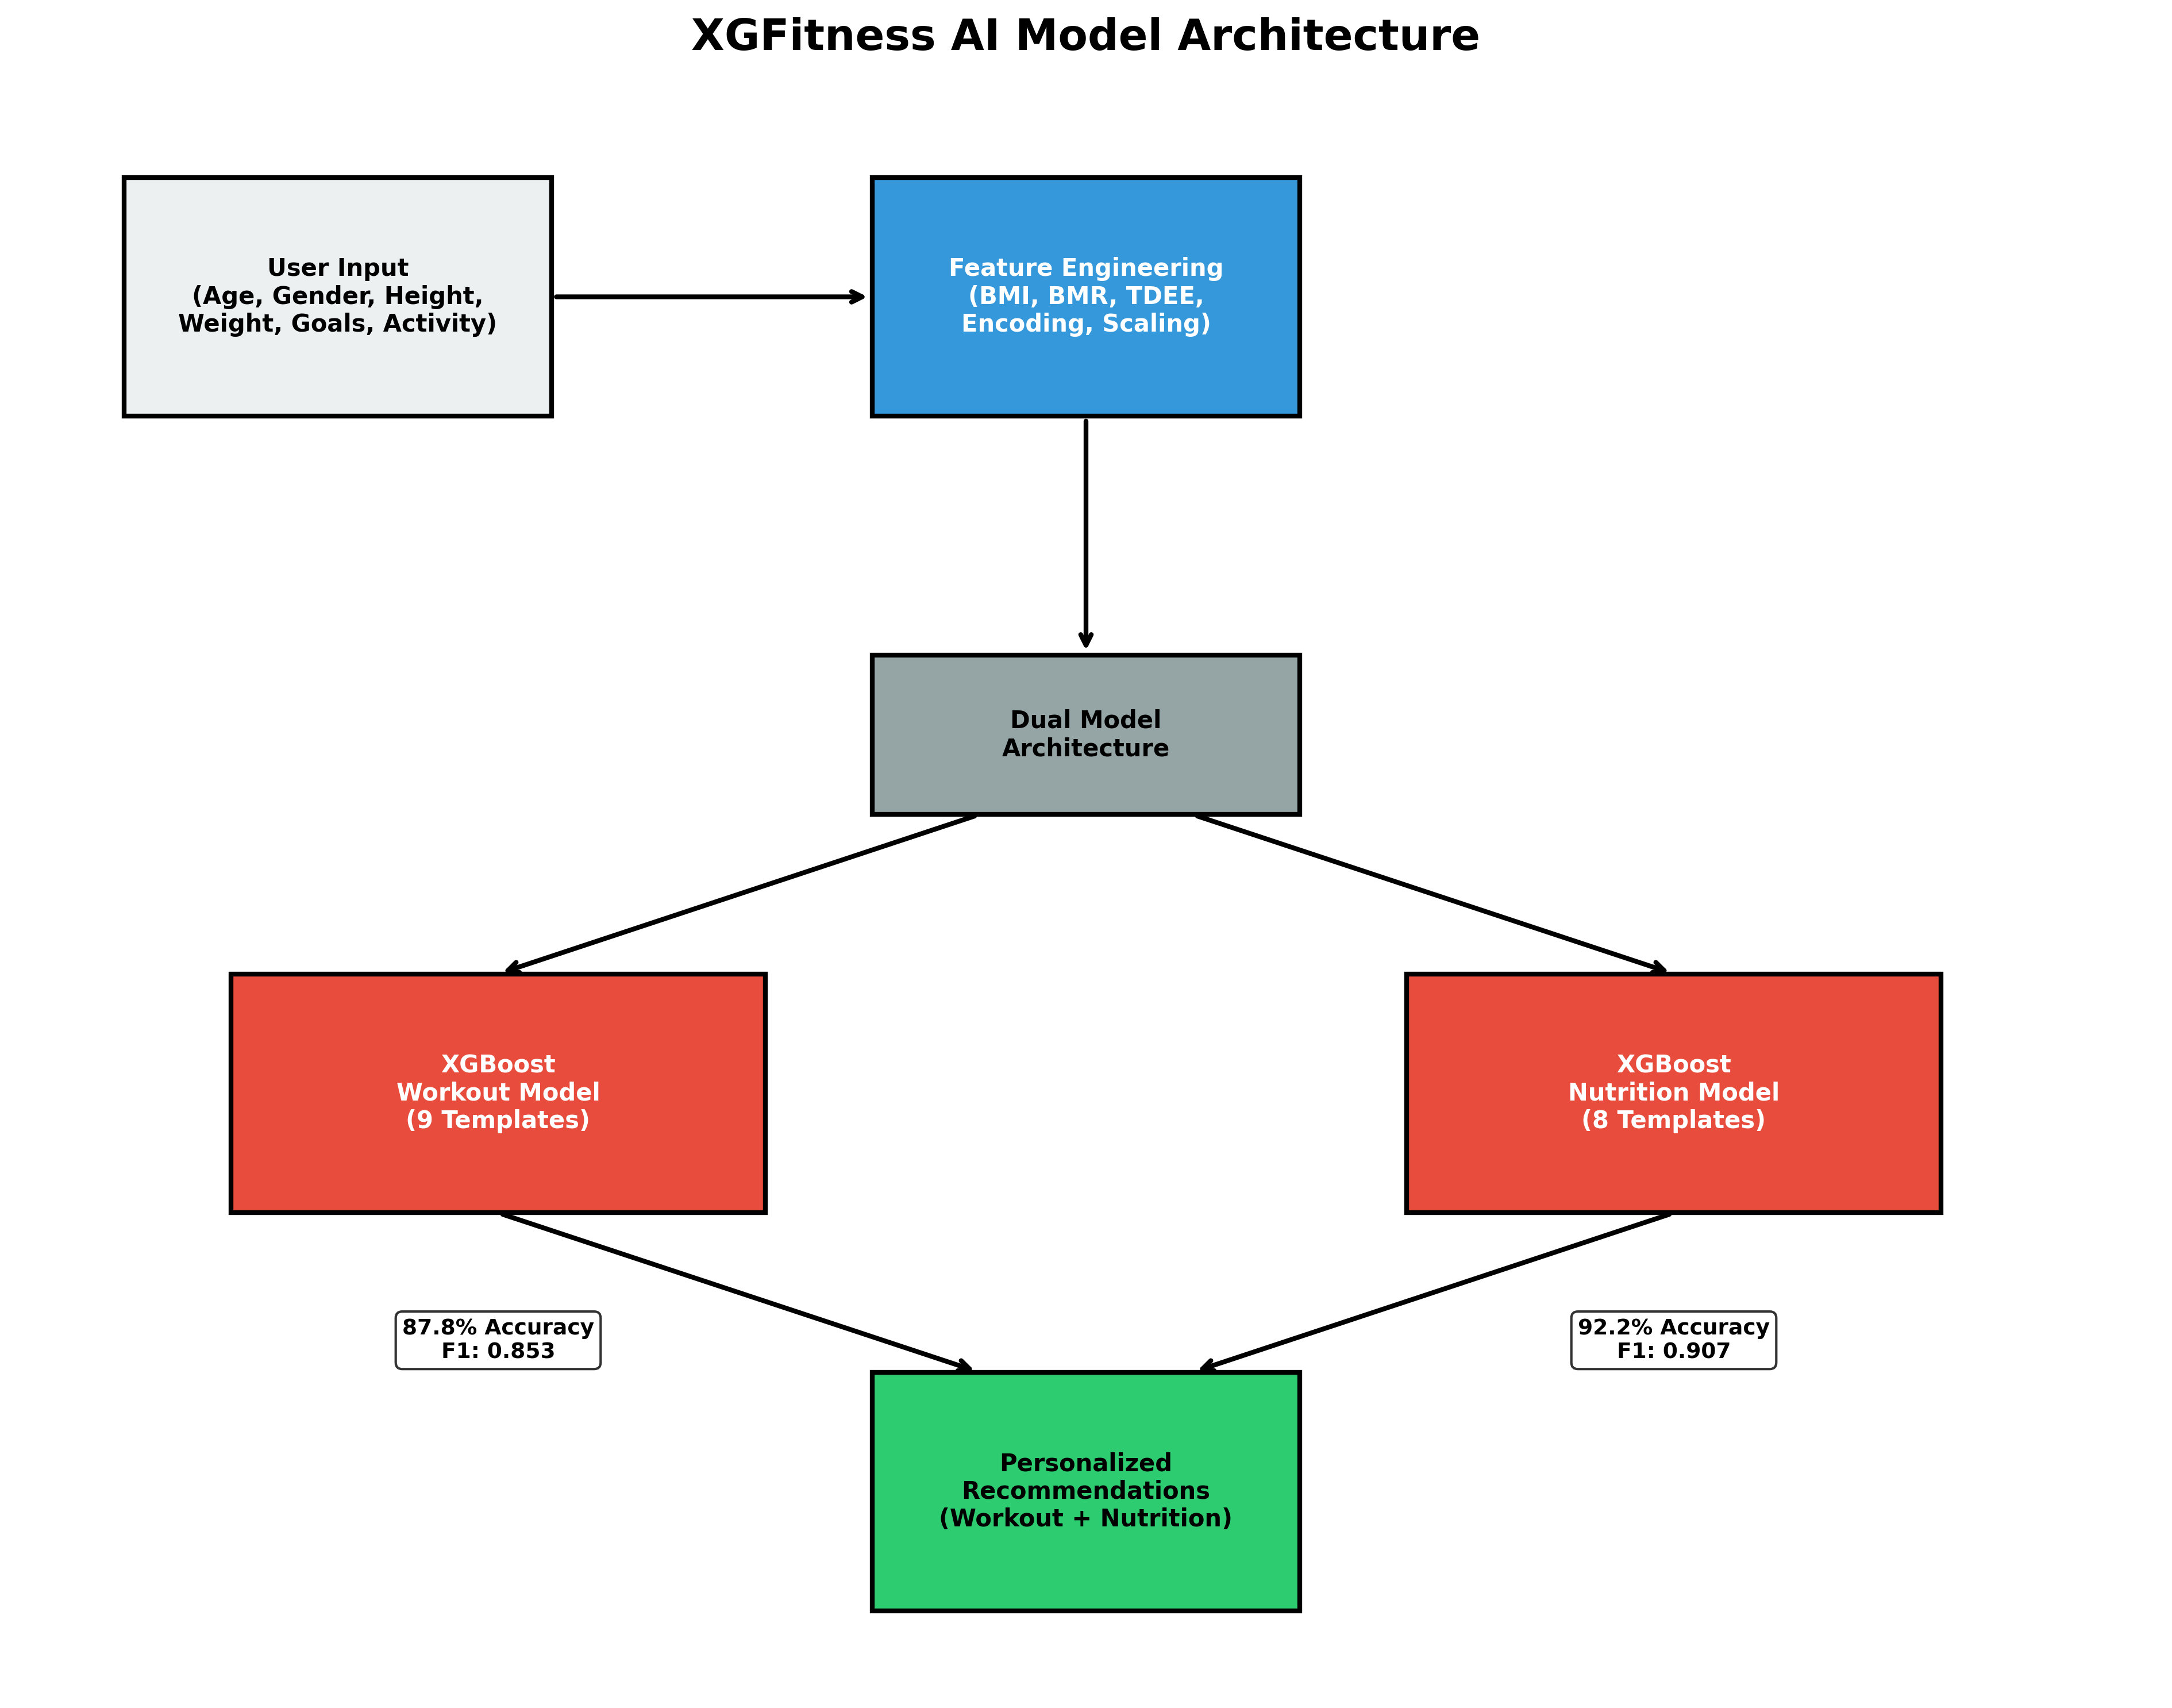 XGFitness AI Model Architecture
User Input
(Age, Gender, Height,
Weight, Goals, Activity)
Feature Engineering
(BMI, BMR, TDEE,
Encoding, Scaling)
Dual Model
Architecture
XGBoost
Workout Model
(9 Templates)
XGBoost
Nutrition Model
(8 Templates)
87.8% Accuracy
F1: 0.853
92.2% Accuracy
F1: 0.907
Personalized
Recommendations
(Workout + Nutrition)